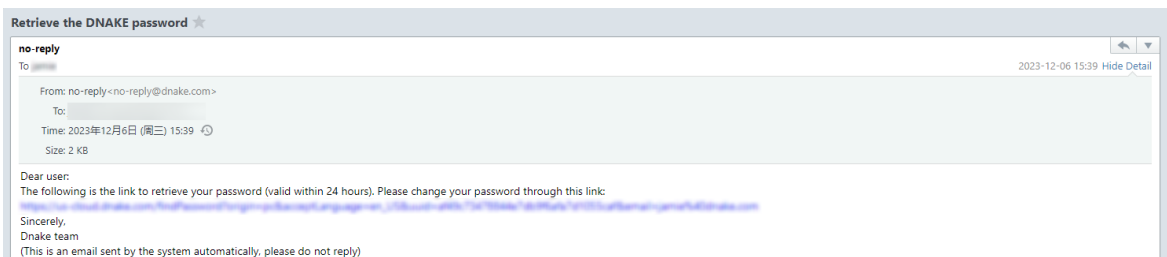 Retrieve the DNAKE password
no-reply
To
2023-12-06 15:39 Hide Detail
From: no-reply<no-reply@dnake.com>
To:
Time: 2023年12月6日 (周三) 15:39
Size: 2 KB
Dear user:
The following is the link to retrieve your password (valid within 24 hours). Please change your password through this link:
Sincerely,
Dnake team
(This is an email sent by the system automatically, please do not reply)